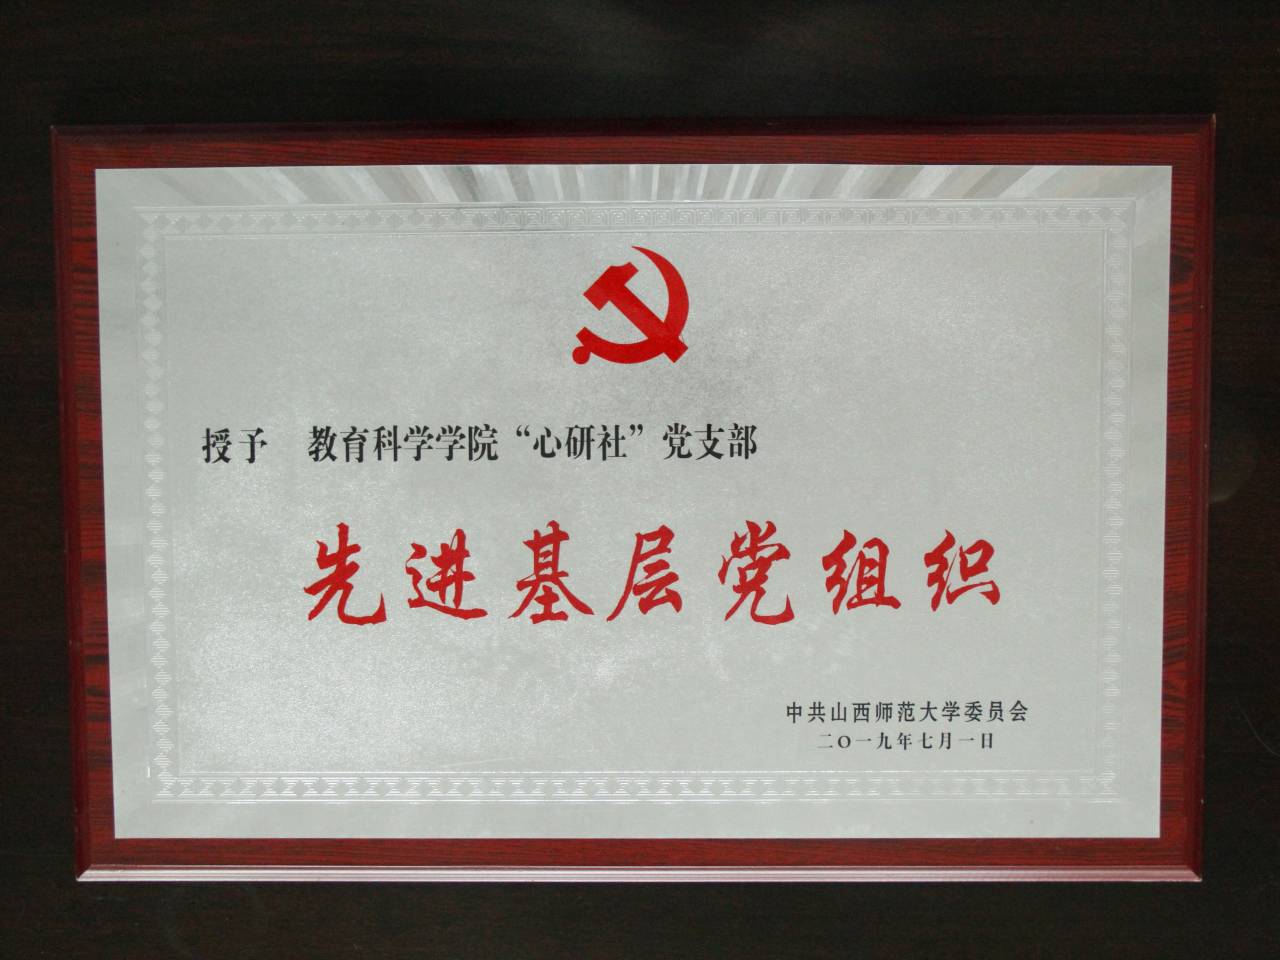 授予 教育科学学院“心研社”党支部
先进基层党组织
中共山西师范大学委员会
二〇一九年七月一日